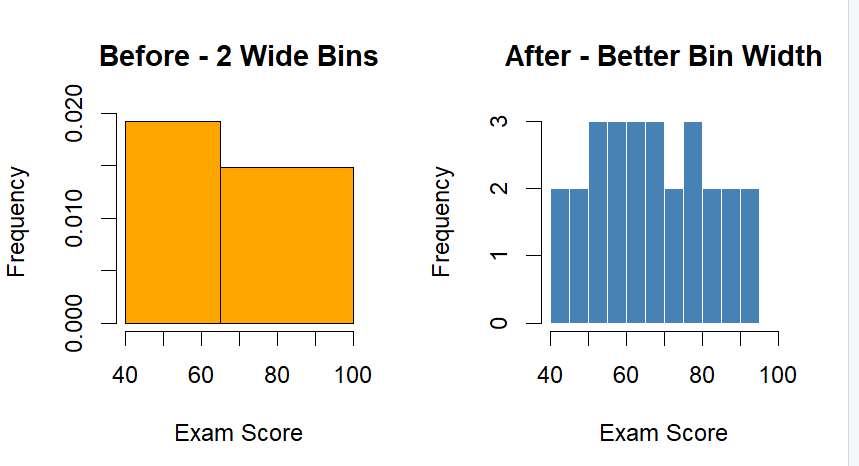 Before - 2 Wide Bins
Frequency
0.020
0.010
0.000
40 60 80 100
Exam Score
After - Better Bin Width
Frequency
3
2
1
0
40 60 80 100
Exam Score